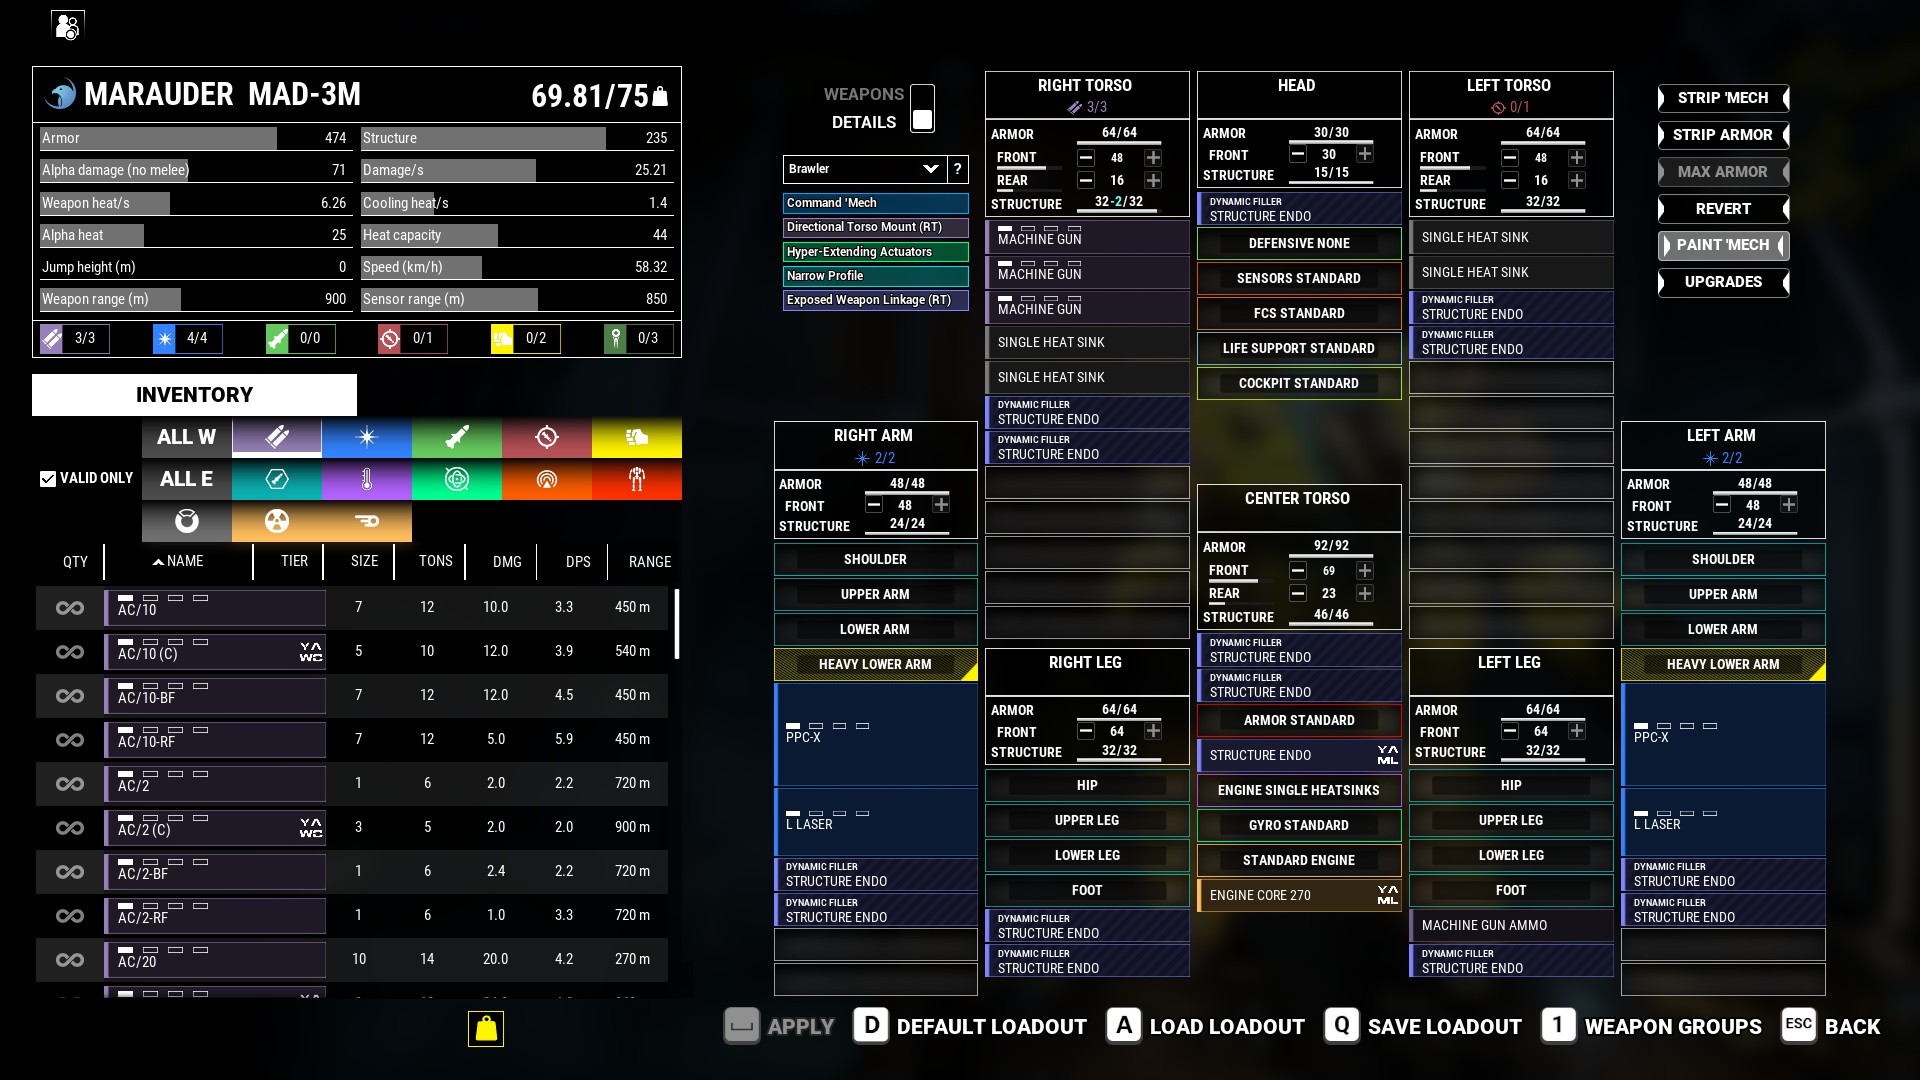 MARAUDER MAD-3M
69.81/75
Armor 474
Structure 235
Alpha damage (no melee) 71
Damage/s 25.21
Weapon heat/s 6.26
Cooling heat/s 1.4
Alpha heat 25
Heat capacity 44
Jump height (m) 0
Speed (km/h) 58.32
Weapon range (m) 900
Sensor range (m) 850
3/3 4/4 0/0 0/1 0/2 0/3
INVENTORY
ALL W
VALID ONLY
ALL E
QTY NAME TIER SIZE TONS DMG DPS RANGE
∞ AC/10 7 12 10.0 3.3 450 m
∞ AC/10 (C) YAWC 5 10 12.0 3.9 540 m
∞ AC/10-BF 7 12 12.0 4.5 450 m
∞ AC/10-RF 7 12 5.0 5.9 450 m
∞ AC/2 1 6 2.0 2.2 720 m
∞ AC/2 (C) YAWC 3 5 2.0 2.0 900 m
∞ AC/2-BF 1 6 2.4 2.2 720 m
∞ AC/2-RF 1 6 1.0 3.3 720 m
∞ AC/20 10 14 20.0 4.2 270 m
WEAPONS
DETAILS
Brawler
?
Command 'Mech
Directional Torso Mount (RT)
Hyper-Extending Actuators
Narrow Profile
Exposed Weapon Linkage (RT)
RIGHT ARM
2/2
ARMOR 48/48
FRONT 48
STRUCTURE 24/24
SHOULDER
UPPER ARM
LOWER ARM
HEAVY LOWER ARM
PPC-X
L LASER
DYNAMIC FILLER
STRUCTURE ENDO
DYNAMIC FILLER
STRUCTURE ENDO
RIGHT TORSO
3/3
ARMOR 64/64
FRONT 48
REAR 16
STRUCTURE 32-2/32
MACHINE GUN
MACHINE GUN
MACHINE GUN
SINGLE HEAT SINK
SINGLE HEAT SINK
DYNAMIC FILLER
STRUCTURE ENDO
DYNAMIC FILLER
STRUCTURE ENDO
RIGHT LEG
ARMOR 64/64
FRONT 64
STRUCTURE 32/32
HIP
UPPER LEG
LOWER LEG
FOOT
DYNAMIC FILLER
STRUCTURE ENDO
DYNAMIC FILLER
STRUCTURE ENDO
HEAD
ARMOR 30/30
FRONT 30
STRUCTURE 15/15
DYNAMIC FILLER
STRUCTURE ENDO
DEFENSIVE NONE
SENSORS STANDARD
FCS STANDARD
LIFE SUPPORT STANDARD
COCKPIT STANDARD
CENTER TORSO
ARMOR 92/92
FRONT 69
REAR 23
STRUCTURE 46/46
DYNAMIC FILLER
STRUCTURE ENDO
DYNAMIC FILLER
STRUCTURE ENDO
ARMOR STANDARD
STRUCTURE ENDO YAML
ENGINE SINGLE HEATSINKS
GYRO STANDARD
STANDARD ENGINE
ENGINE CORE 270 YAML
LEFT TORSO
0/1
ARMOR 64/64
FRONT 48
REAR 16
STRUCTURE 32/32
SINGLE HEAT SINK
SINGLE HEAT SINK
DYNAMIC FILLER
STRUCTURE ENDO
DYNAMIC FILLER
STRUCTURE ENDO
LEFT LEG
ARMOR 64/64
FRONT 64
STRUCTURE 32/32
HIP
UPPER LEG
LOWER LEG
FOOT
MACHINE GUN AMMO
DYNAMIC FILLER
STRUCTURE ENDO
LEFT ARM
2/2
ARMOR 48/48
FRONT 48
STRUCTURE 24/24
SHOULDER
UPPER ARM
LOWER ARM
HEAVY LOWER ARM
PPC-X
L LASER
DYNAMIC FILLER
STRUCTURE ENDO
DYNAMIC FILLER
STRUCTURE ENDO
STRIP 'MECH
STRIP ARMOR
MAX ARMOR
REVERT
PAINT 'MECH
UPGRADES
APPLY D DEFAULT LOADOUT A LOAD LOADOUT Q SAVE LOADOUT 1 WEAPON GROUPS ESC BACK